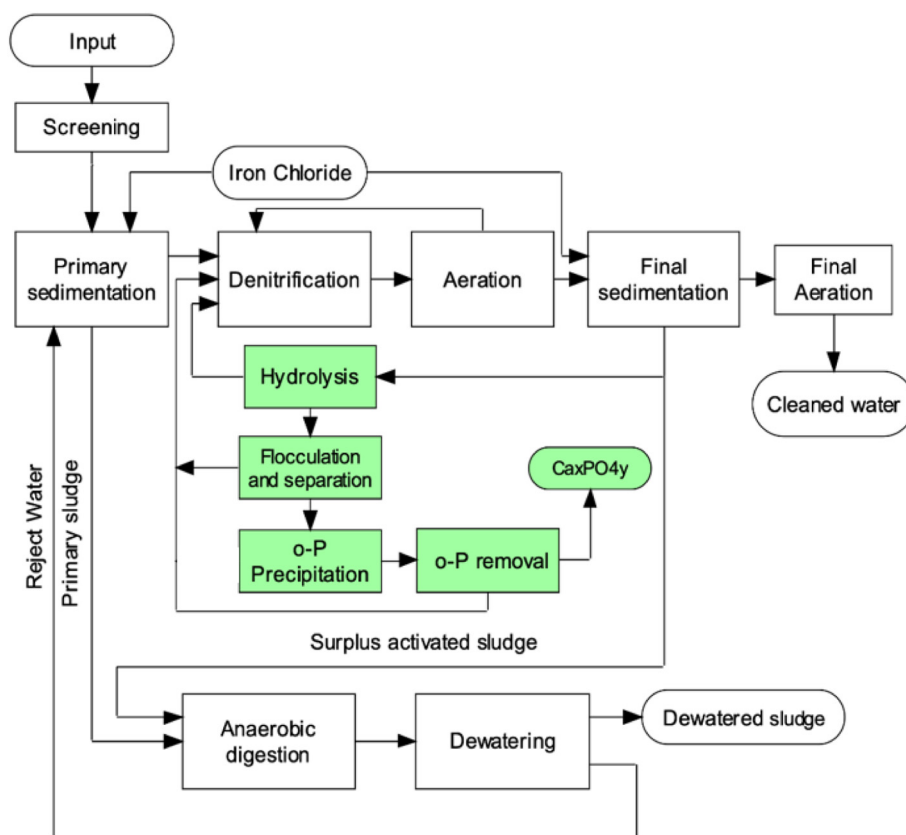 Input
Screening
Iron Chloride
Primary
sedimentation
Denitrification
Aeration
Final
sedimentation
Final
Aeration
Hydrolysis
Cleaned water
Flocculation
and separation
CaxPO4y
o-P
Precipitation
o-P removal
Reject Water
Primary sludge
Surplus activated sludge
Anaerobic
digestion
Dewatering
Dewatered sludge